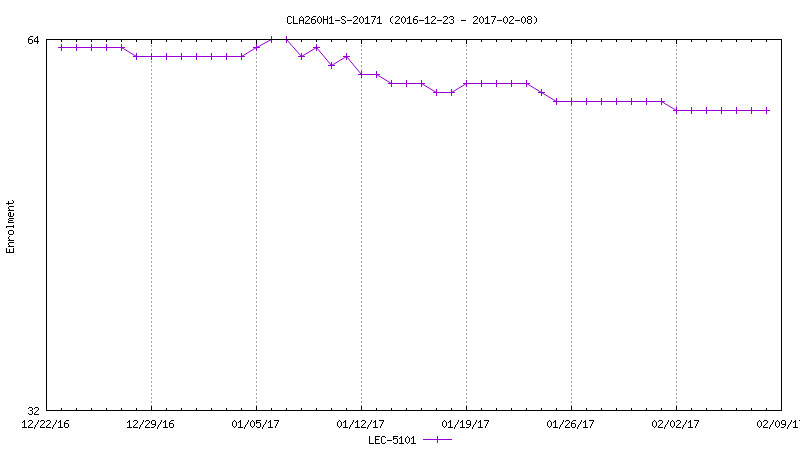 CLA260H1-S-20171 (2016-12-23 - 2017-02-08)
64
Enrolment
32
12/22/16 12/29/16 01/05/17 01/12/17 01/19/17 01/26/17 02/02/17 02/09/1
LEC-5101